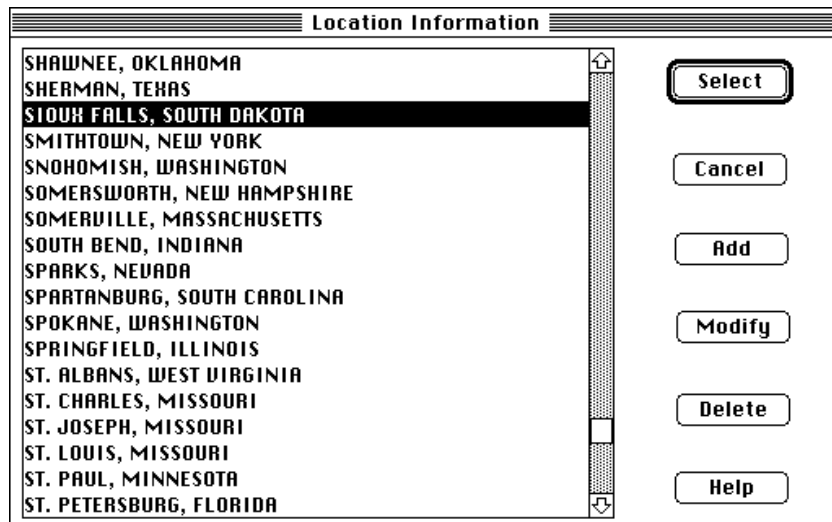 Location Information
SHAWNEE, OKLAHOMA
SHERMAN, TEXAS
SIOUX FALLS, SOUTH DAKOTA
SMITHTOWN, NEW YORK
SNOHOMISH, WASHINGTON
SOMERSWORTH, NEW HAMPSHIRE
SOMERVILLE, MASSACHUSETTS
SOUTH BEND, INDIANA
SPARKS, NEVADA
SPARTANBURG, SOUTH CAROLINA
SPOKANE, WASHINGTON
SPRINGFIELD, ILLINOIS
ST. ALBANS, WEST VIRGINIA
ST. CHARLES, MISSOURI
ST. JOSEPH, MISSOURI
ST. LOUIS, MISSOURI
ST. PAUL, MINNESOTA
ST. PETERSBURG, FLORIDA
Select
Cancel
Add
Modify
Delete
Help